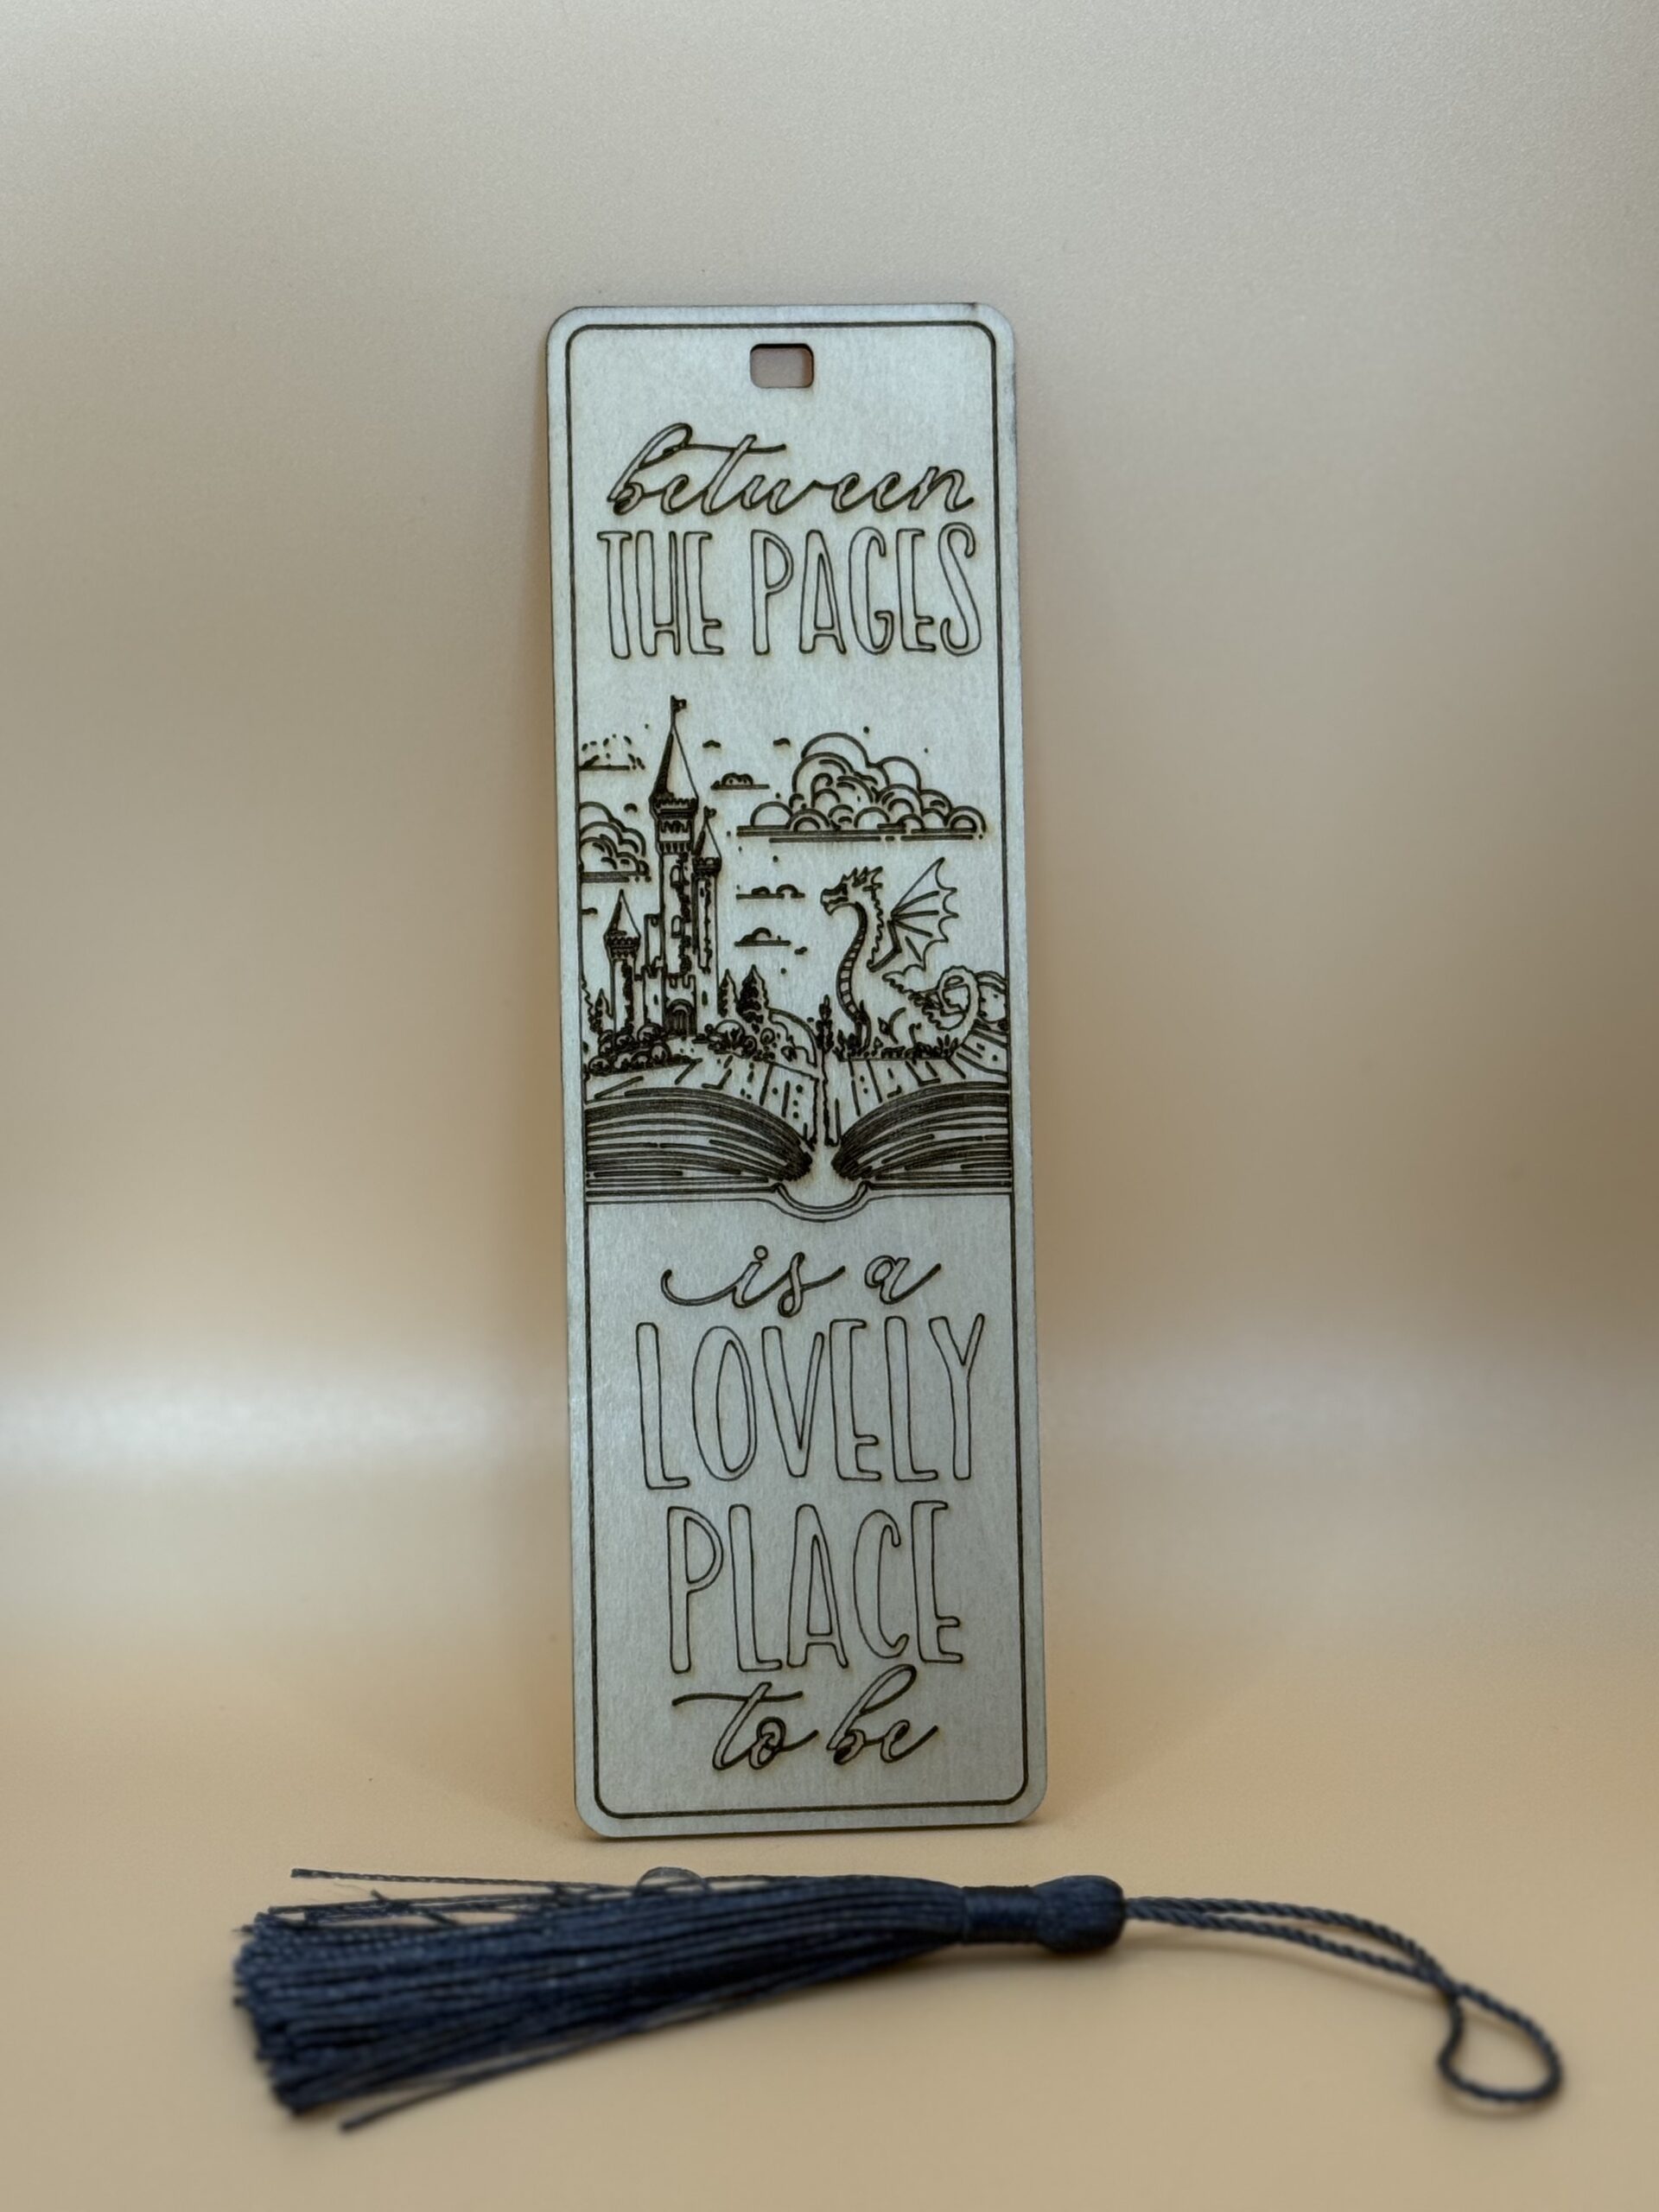 between
THE PAGES
is a
LOVELY
PLACE
to be